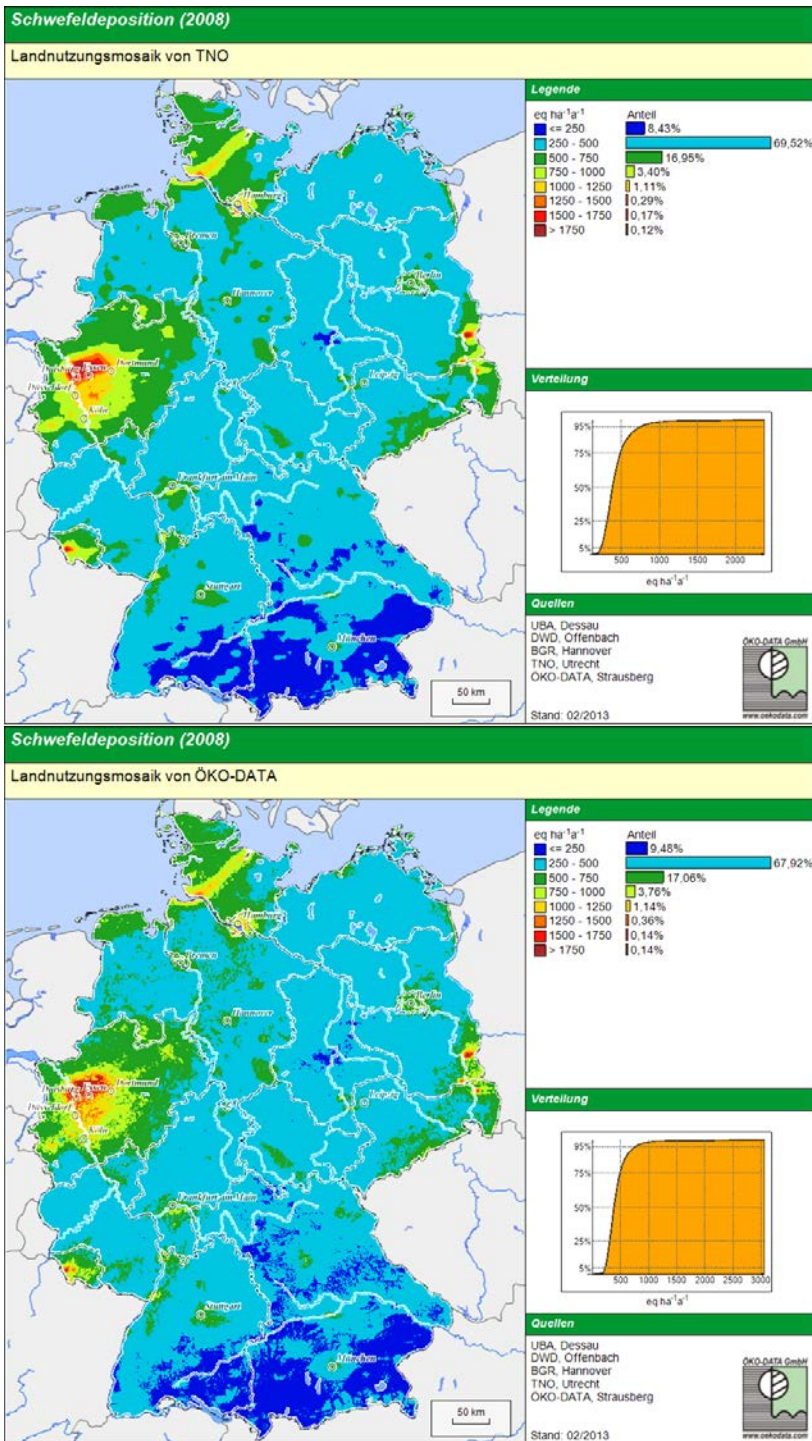 Schwefeldeposition (2008)
Landnutzungsmosaik von TNO
Hamburg
Bremen
Berlin
Hannover
Duisburg Essen Dortmund
Düsseldorf
Leipzig
Köln
Frankfurt am Main
Stuttgart
München
50 km
Legende
eq ha⁻¹a⁻¹ Anteil
<= 250 8,43%
250 - 500 69,52%
500 - 750 16,95%
750 - 1000 3,40%
1000 - 1250 1,11%
1250 - 1500 0,29%
1500 - 1750 0,17%
> 1750 0,12%
Verteilung
95%
75%
50%
25%
5%
500 1000 1500 2000
eq ha⁻¹a⁻¹
Quellen
UBA, Dessau
DWD, Offenbach
BGR, Hannover
TNO, Utrecht
ÖKO-DATA, Strausberg
Stand: 02/2013
ÖKO-DATA GmbH
www.oekodata.com
Schwefeldeposition (2008)
Landnutzungsmosaik von ÖKO-DATA
Hamburg
Bremen
Berlin
Hannover
Duisburg Essen Dortmund
Düsseldorf
Leipzig
Köln
Frankfurt am Main
Stuttgart
München
50 km
Legende
eq ha⁻¹a⁻¹ Anteil
<= 250 9,48%
250 - 500 67,92%
500 - 750 17,06%
750 - 1000 3,76%
1000 - 1250 1,14%
1250 - 1500 0,36%
1500 - 1750 0,14%
> 1750 0,14%
Verteilung
95%
75%
50%
25%
5%
500 1000 1500 2000 2500 3000
eq ha⁻¹a⁻¹
Quellen
UBA, Dessau
DWD, Offenbach
BGR, Hannover
TNO, Utrecht
ÖKO-DATA, Strausberg
Stand: 02/2013
ÖKO-DATA GmbH
www.oekodata.com